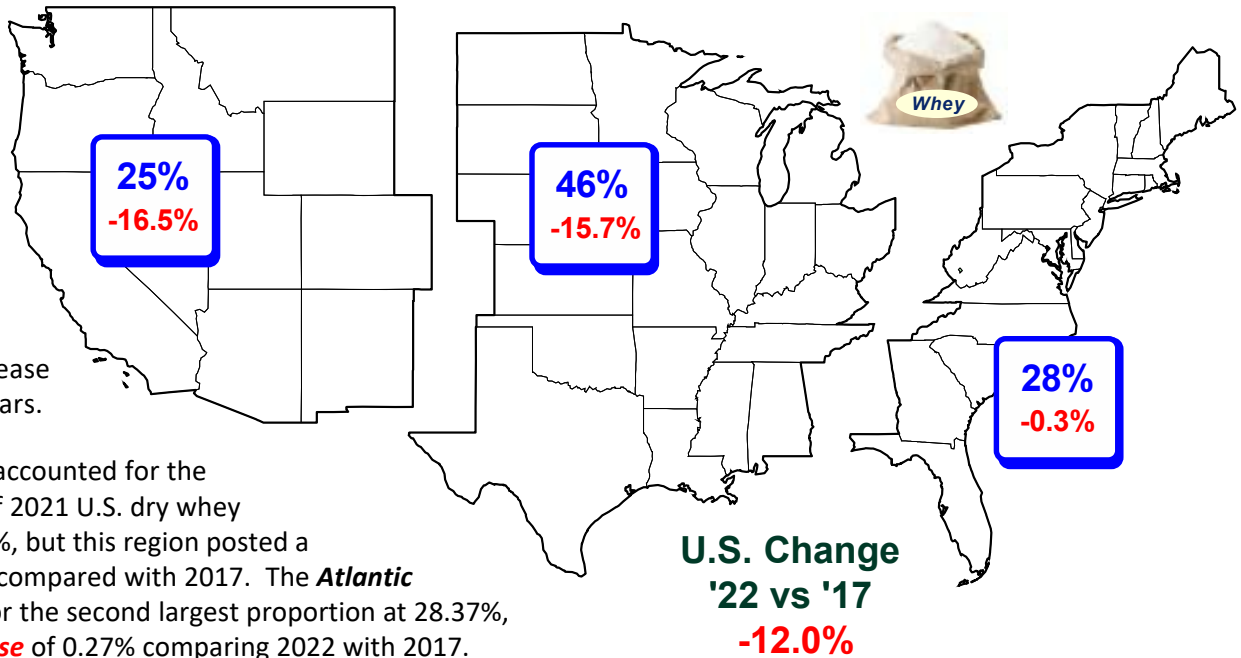 Whey
25%
-16.5%
46%
-15.7%
28%
-0.3%
ease
ars.
accounted for the
f 2021 U.S. dry whey
%, but this region posted a
compared with 2017. The Atlantic
or the second largest proportion at 28.37%,
se of 0.27% comparing 2022 with 2017.
U.S. Change
'22 vs '17
-12.0%